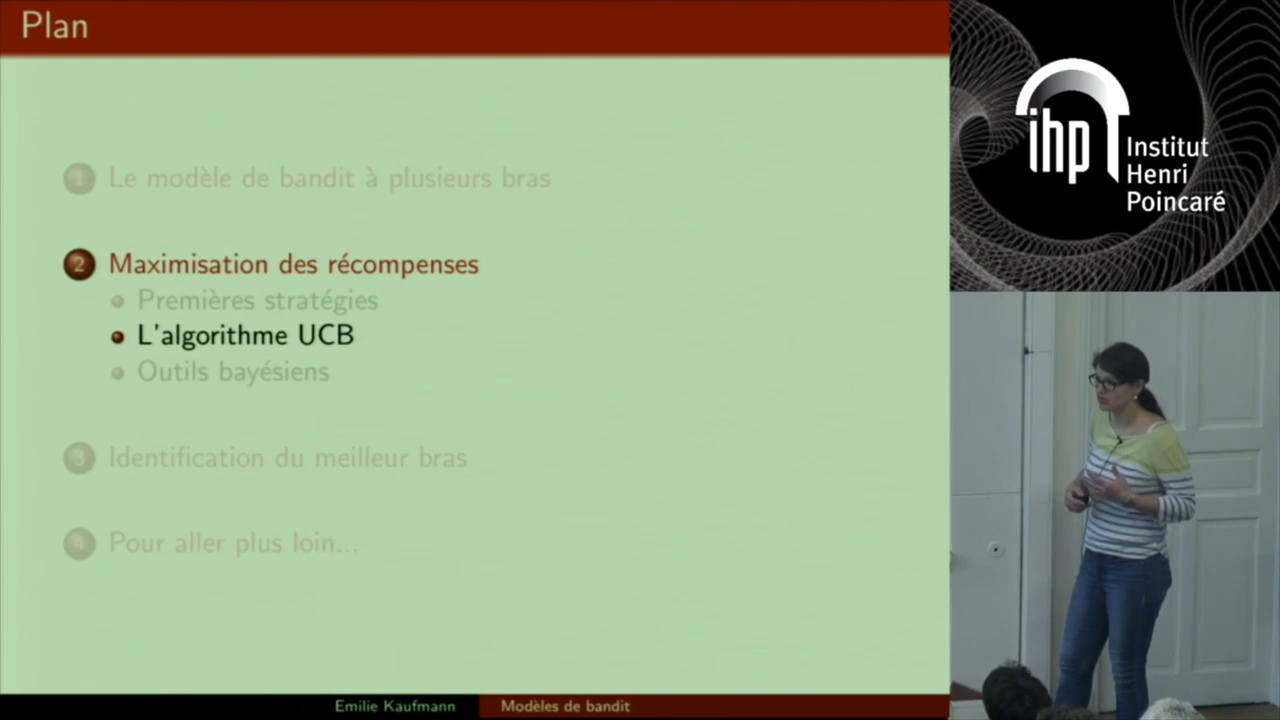 Plan
1 Le modèle de bandit à plusieurs bras
2 Maximisation des récompenses
Premières stratégies
L'algorithme UCB
Outils bayésiens
3 Identification du meilleur bras
4 Pour aller plus loin...
Emilie Kaufmann Modèles de bandit
ihp Institut
Henri
Poincaré